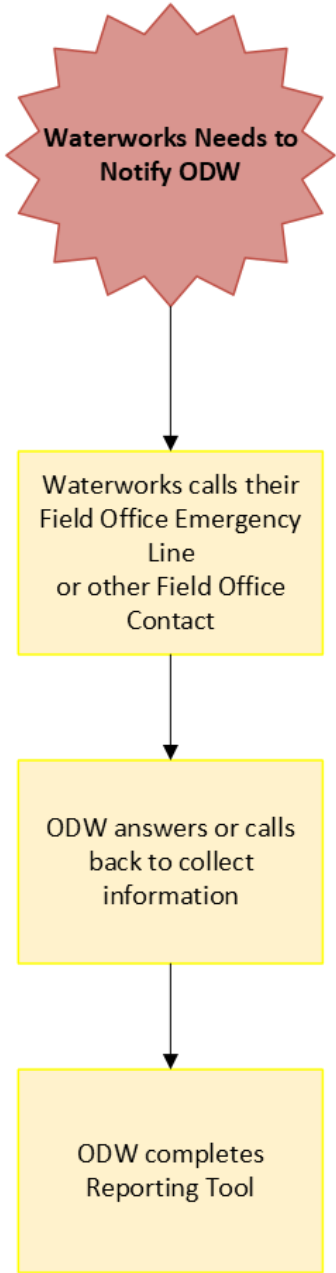 Waterworks Needs to
Notify ODW
Waterworks calls their
Field Office Emergency
Line
or other Field Office
Contact
ODW answers or calls
back to collect
information
ODW completes
Reporting Tool